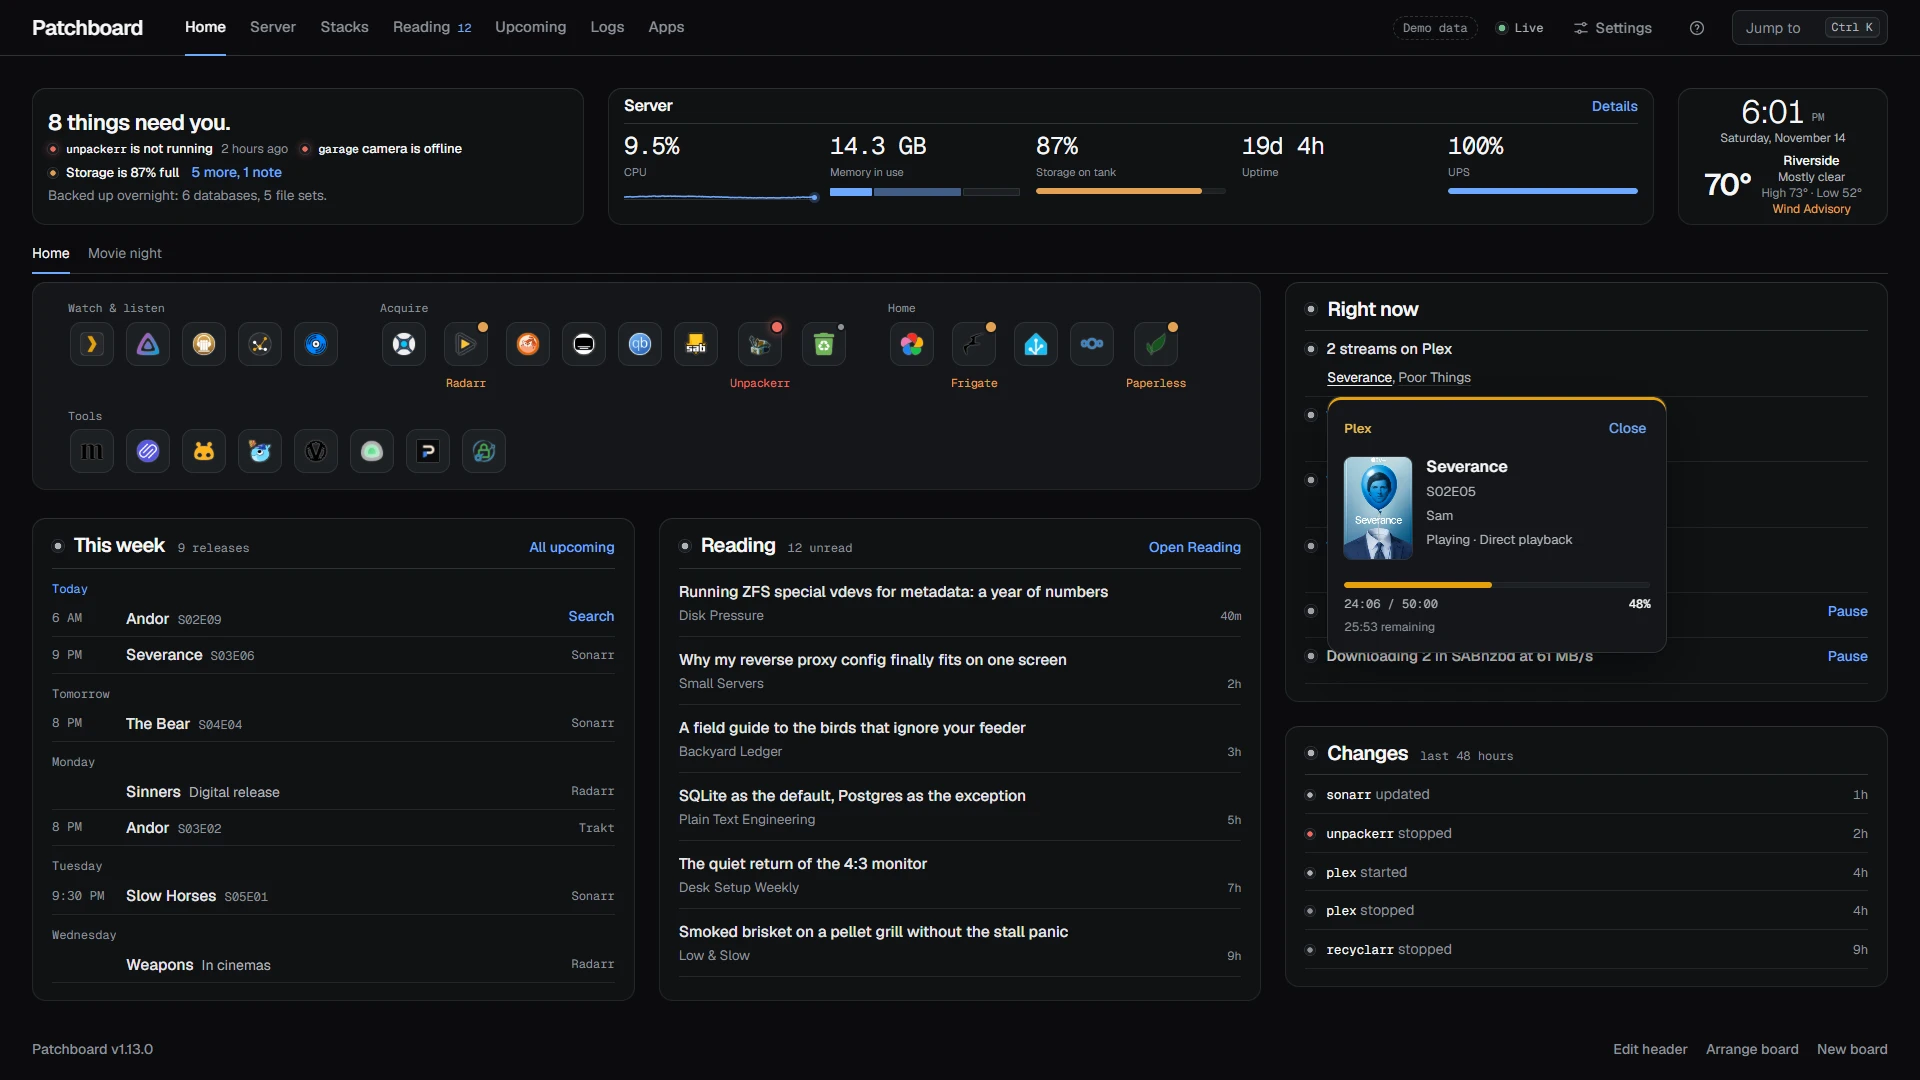 Patchboard
Home
Server
Stacks
Reading 12
Upcoming
Logs
Apps
Demo data
Live
Settings
Jump to
Ctrl K
8 things need you.
unpackerr is not running 2 hours ago
garage camera is offline
Storage is 87% full
5 more, 1 note
Backed up overnight: 6 databases, 5 file sets.
Server
Details
9.5%
CPU
14.3 GB
Memory in use
87%
Storage on tank
19d 4h
Uptime
100%
UPS
6:01 PM
Saturday, November 14
70°
Riverside
Mostly clear
High 73° · Low 52°
Wind Advisory
Home
Movie night
Watch & listen
Acquire
qb
sab
Radarr
Unpackerr
Home
Frigate
Paperless
Tools
m
This week 9 releases
All upcoming
Today
6 AM Andor S02E09 Search
9 PM Severance S03E06 Sonarr
Tomorrow
8 PM The Bear S04E04 Sonarr
Monday
Sinners Digital release Radarr
8 PM Andor S03E02 Trakt
Tuesday
9:30 PM Slow Horses S05E01 Sonarr
Wednesday
Weapons In cinemas Radarr
Reading 12 unread
Open Reading
Running ZFS special vdevs for metadata: a year of numbers
Disk Pressure 40m
Why my reverse proxy config finally fits on one screen
Small Servers 2h
A field guide to the birds that ignore your feeder
Backyard Ledger 3h
SQLite as the default, Postgres as the exception
Plain Text Engineering 5h
The quiet return of the 4:3 monitor
Desk Setup Weekly 7h
Smoked brisket on a pellet grill without the stall panic
Low & Slow 9h
Right now
2 streams on Plex
Severance, Poor Things
Plex
Close
Severance
Severance
S02E05
Sam
Playing · Direct playback
24:06 / 50:00 48%
25:53 remaining
Pause
Downloading 2 in SABnzbd at 61 MB/s
Pause
Changes last 48 hours
sonarr updated 1h
unpackerr stopped 2h
plex started 4h
plex stopped 4h
recyclarr stopped 9h
Patchboard v1.13.0
Edit header
Arrange board
New board